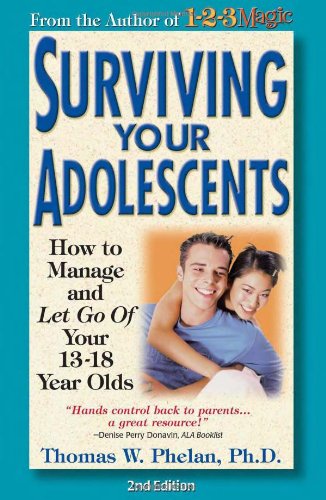 From the Author of 1-2-3 Magic
SURVIVING
YOUR
ADOLESCENTS
How to
Manage and
Let Go Of
Your
13-18
Year Olds
"Hands control back to parents...
a great resource!"
–Denise Perry Donavin, ALA Booklist
Thomas W. Phelan, Ph.D.
2nd Edition